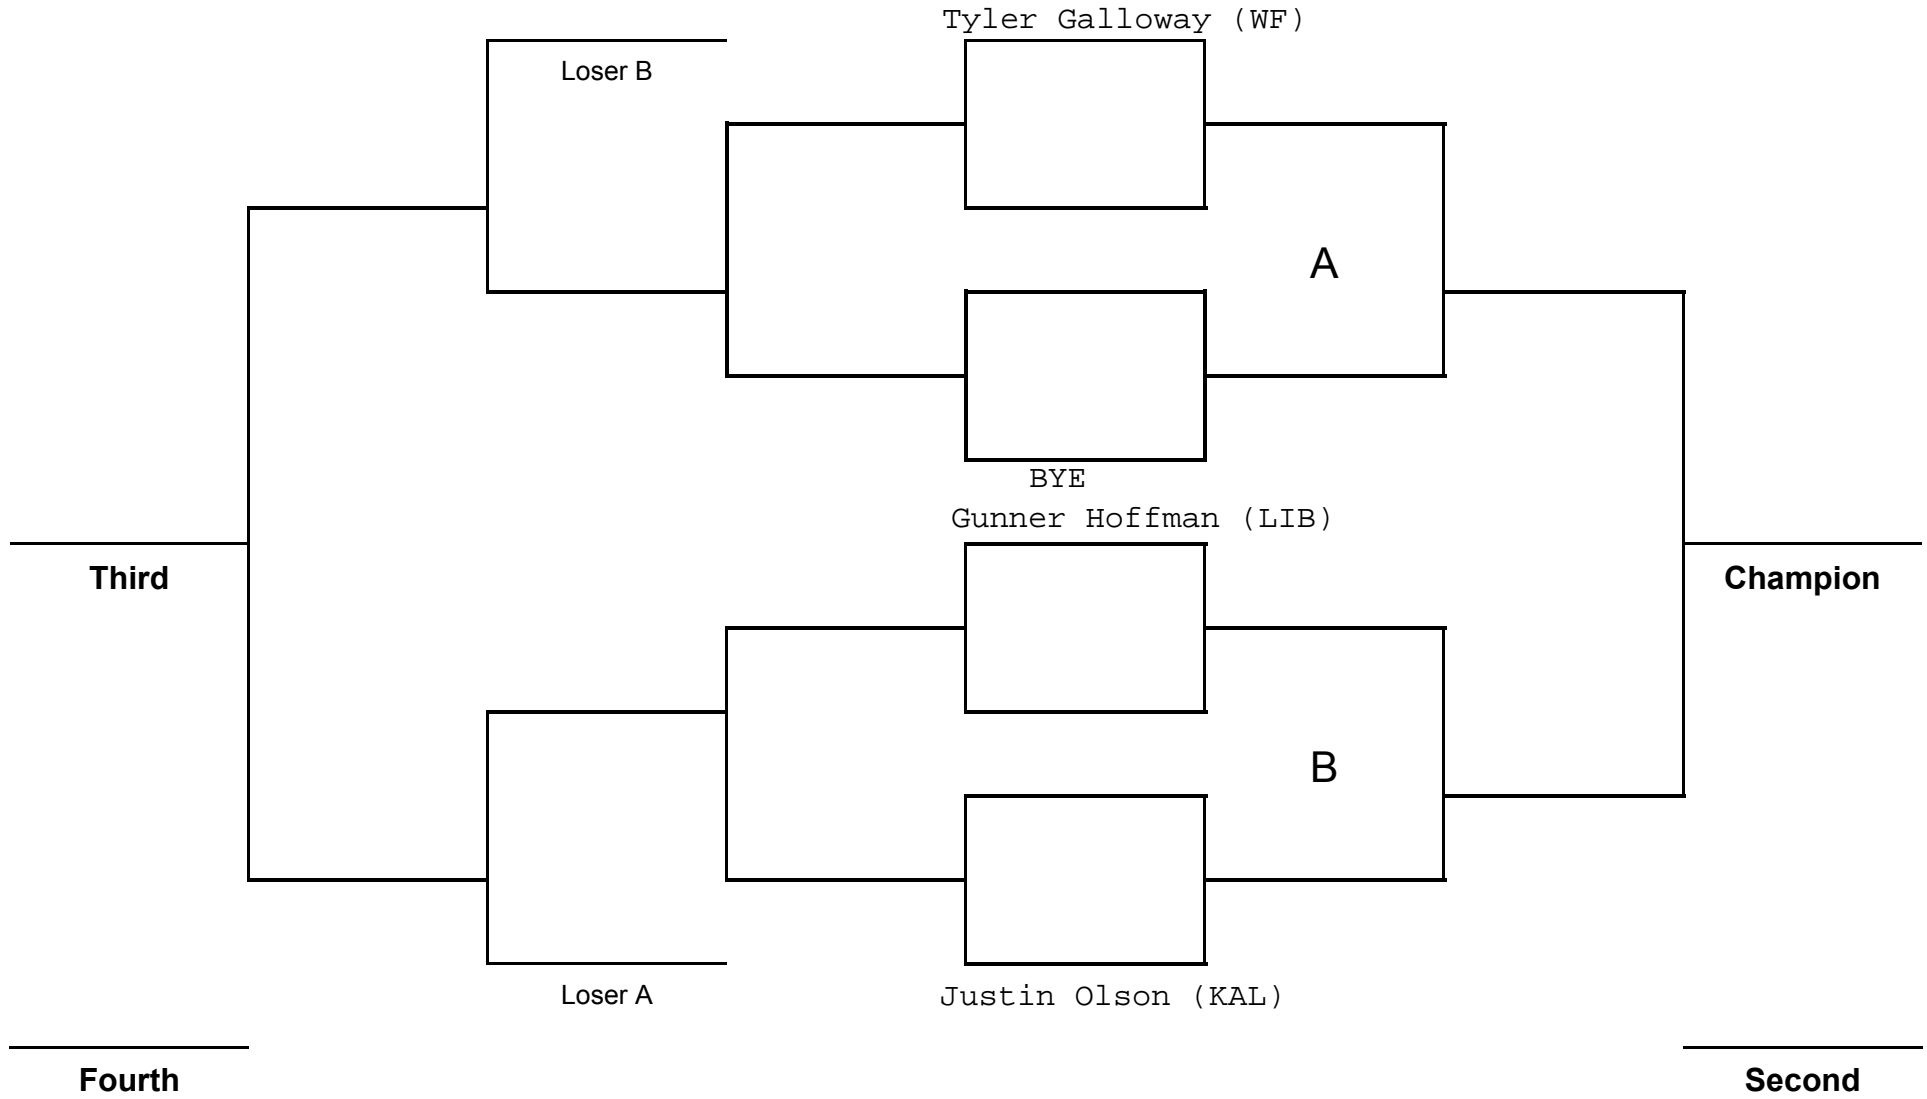 Tyler Galloway (WF)
Loser B
A
BYE
Gunner Hoffman (LIB)
Third
Champion
B
Loser A
Justin Olson (KAL)
Fourth
Second